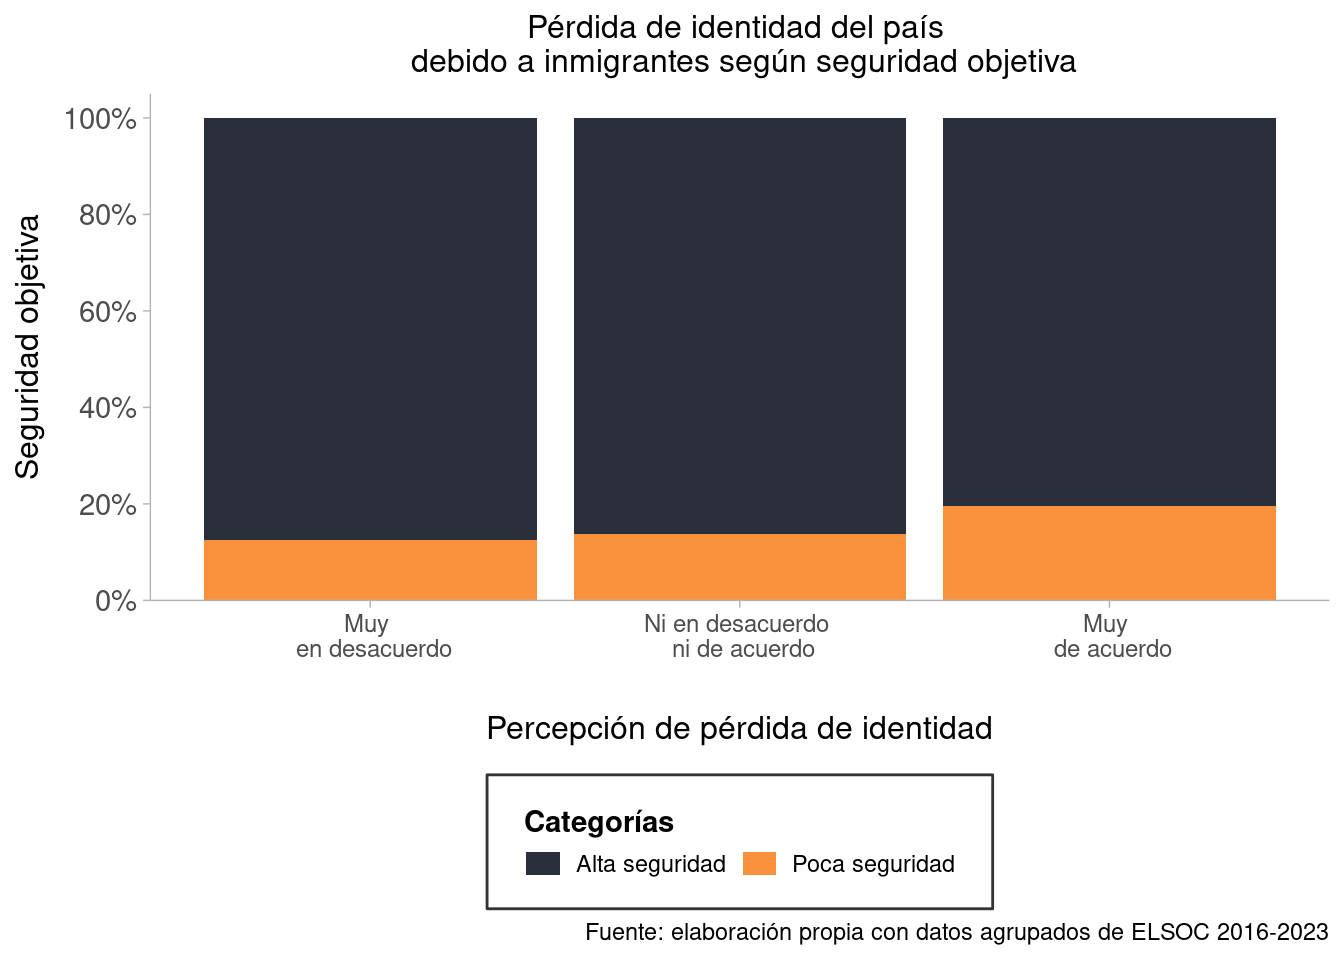 Pérdida de identidad del país
debido a inmigrantes según seguridad objetiva
Seguridad objetiva
100%
80%
60%
40%
20%
0%
Muy
en desacuerdo
Ni en desacuerdo
ni de acuerdo
Muy
de acuerdo
Percepción de pérdida de identidad
Categorías
Alta seguridad
Poca seguridad
Fuente: elaboración propia con datos agrupados de ELSOC 2016-2023